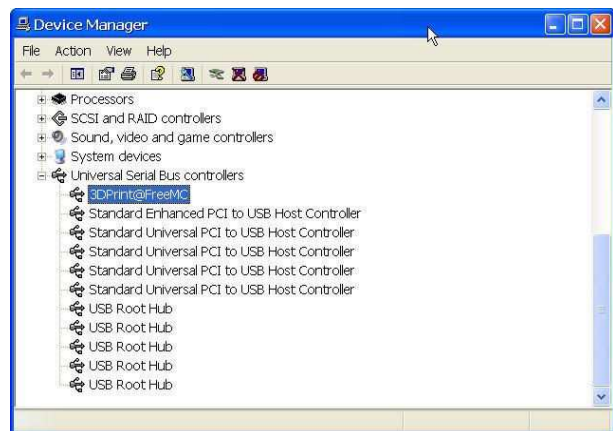 Device Manager
File Action View Help
Processors
SCSI and RAID controllers
Sound, video and game controllers
System devices
Universal Serial Bus controllers
3DPrint@FreeMC
Standard Enhanced PCI to USB Host Controller
Standard Universal PCI to USB Host Controller
Standard Universal PCI to USB Host Controller
Standard Universal PCI to USB Host Controller
Standard Universal PCI to USB Host Controller
USB Root Hub
USB Root Hub
USB Root Hub
USB Root Hub
USB Root Hub